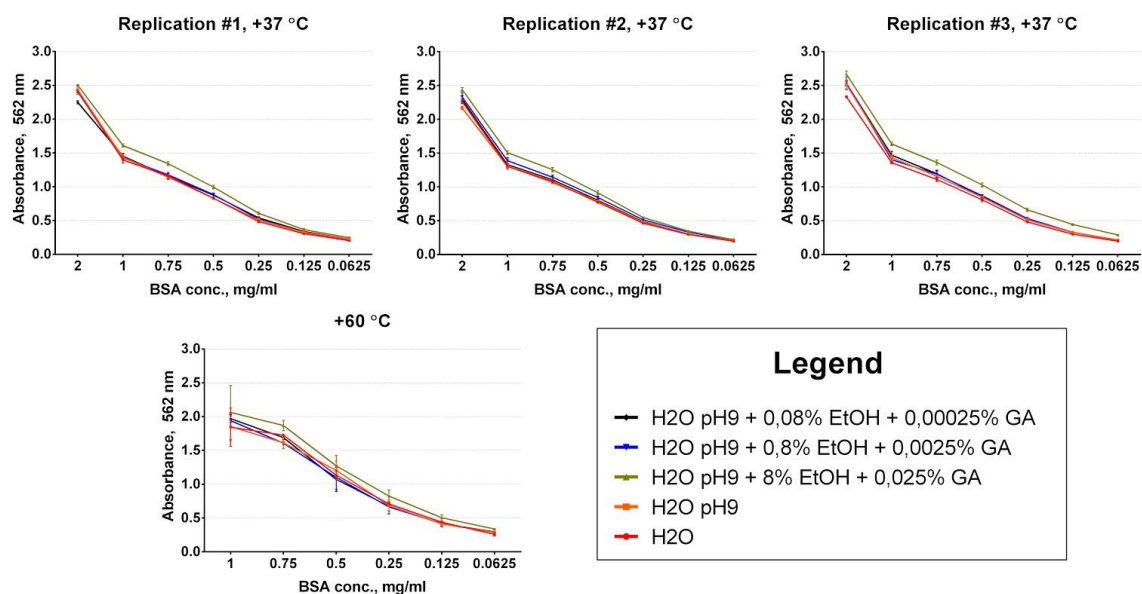 Replication #1, +37 °C
Absorbance, 562 nm
3.0
2.5
2.0
1.5
1.0
0.5
0.0
2 1 0.75 0.5 0.25 0.125 0.0625
BSA conc., mg/ml
Replication #2, +37 °C
Absorbance, 562 nm
3.0
2.5
2.0
1.5
1.0
0.5
0.0
2 1 0.75 0.5 0.25 0.125 0.0625
BSA conc., mg/ml
Replication #3, +37 °C
Absorbance, 562 nm
3.0
2.5
2.0
1.5
1.0
0.5
0.0
2 1 0.75 0.5 0.25 0.125 0.0625
BSA conc., mg/ml
+60 °C
Absorbance, 562 nm
3.0
2.5
2.0
1.5
1.0
0.5
0.0
1 0.75 0.5 0.25 0.125 0.0625
BSA conc., mg/ml
Legend
H2O pH9 + 0,08% EtOH + 0,00025% GA
H2O pH9 + 0,8% EtOH + 0,0025% GA
H2O pH9 + 8% EtOH + 0,025% GA
H2O pH9
H2O